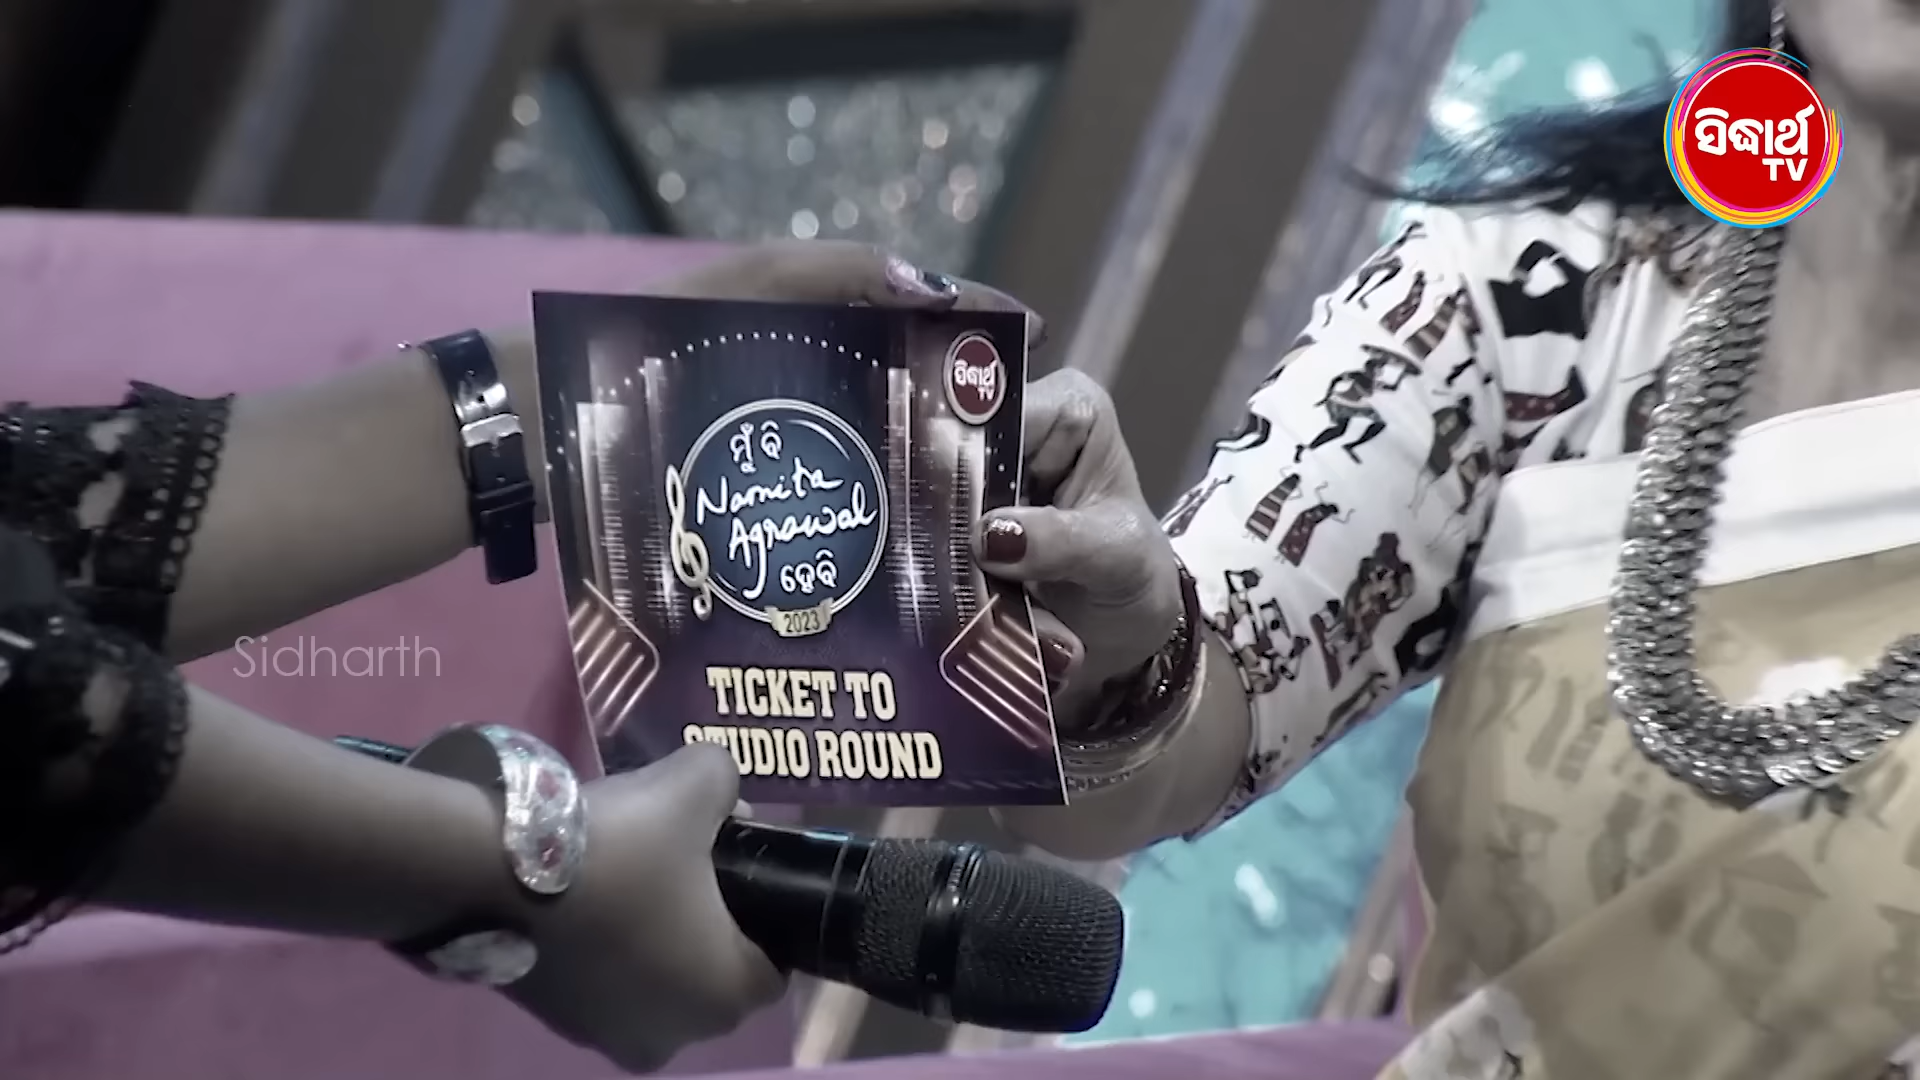 ସିଦ୍ଧାର୍ଥ
TV
ସିଦ୍ଧାର୍ଥ
TV
ମୁଁ ବି
Namita
Agrawal
ହେବି
2023
TICKET TO
STUDIO ROUND
Sidharth